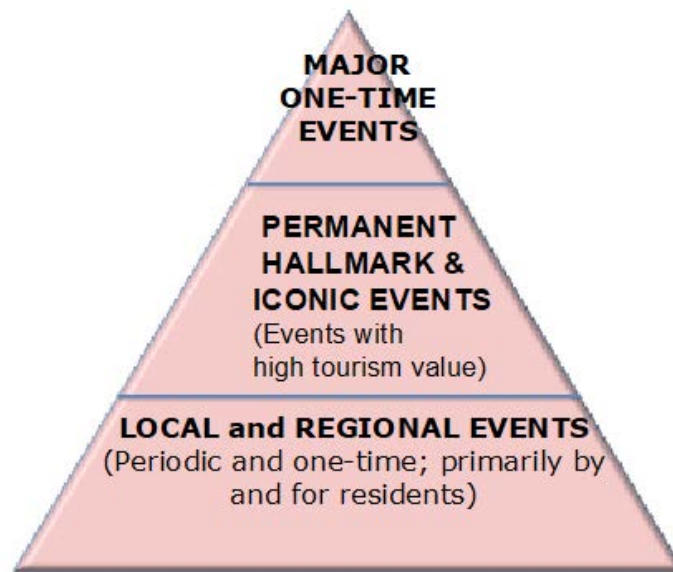 MAJOR
ONE-TIME
EVENTS
PERMANENT
HALLMARK &
ICONIC EVENTS
(Events with
high tourism value)
LOCAL and REGIONAL EVENTS
(Periodic and one-time; primarily by
and for residents)